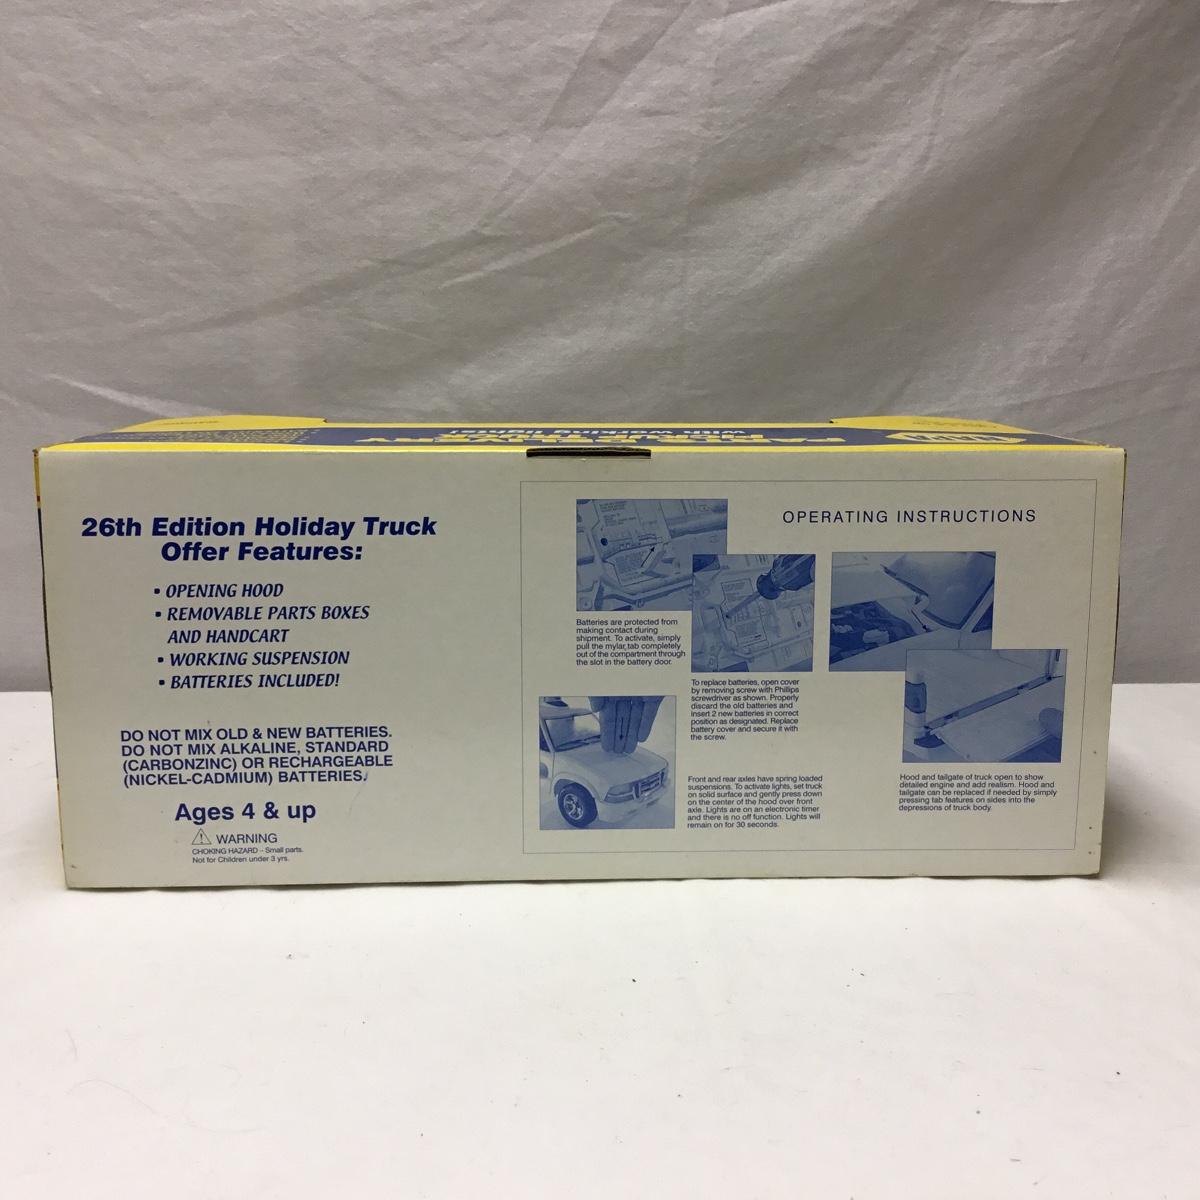 NAPA
PARTS DELIVERY
PICKUP TRUCK
with working lights!
26th Edition Holiday Truck
Offer Features:
• OPENING HOOD
• REMOVABLE PARTS BOXES
AND HANDCART
• WORKING SUSPENSION
• BATTERIES INCLUDED!
DO NOT MIX OLD & NEW BATTERIES.
DO NOT MIX ALKALINE, STANDARD
(CARBONZINC) OR RECHARGEABLE
(NICKEL-CADMIUM) BATTERIES.
Ages 4 & up
WARNING
CHOKING HAZARD - Small parts.
Not for Children under 3 yrs.
OPERATING INSTRUCTIONS
Batteries are protected from
making contact during
shipment. To activate, simply
pull the mylar tab completely
out of the compartment through
the slot in the battery door.
To replace batteries, open cover
by removing screw with Phillips
screwdriver as shown. Properly
discard the old batteries and
insert 2 new batteries in correct
position as designated. Replace
battery cover and secure it with
the screw.
Front and rear axles have spring loaded
suspensions. To activate lights, set truck
on solid surface and gently press down
on the center of the hood over front
axle. Lights are on an electronic timer
and there is no off function. Lights will
remain on for 30 seconds.
Hood and tailgate of truck open to show
detailed engine and add realism. Hood and
tailgate can be replaced if needed by simply
pressing tab features on sides into the
depressions of truck body.